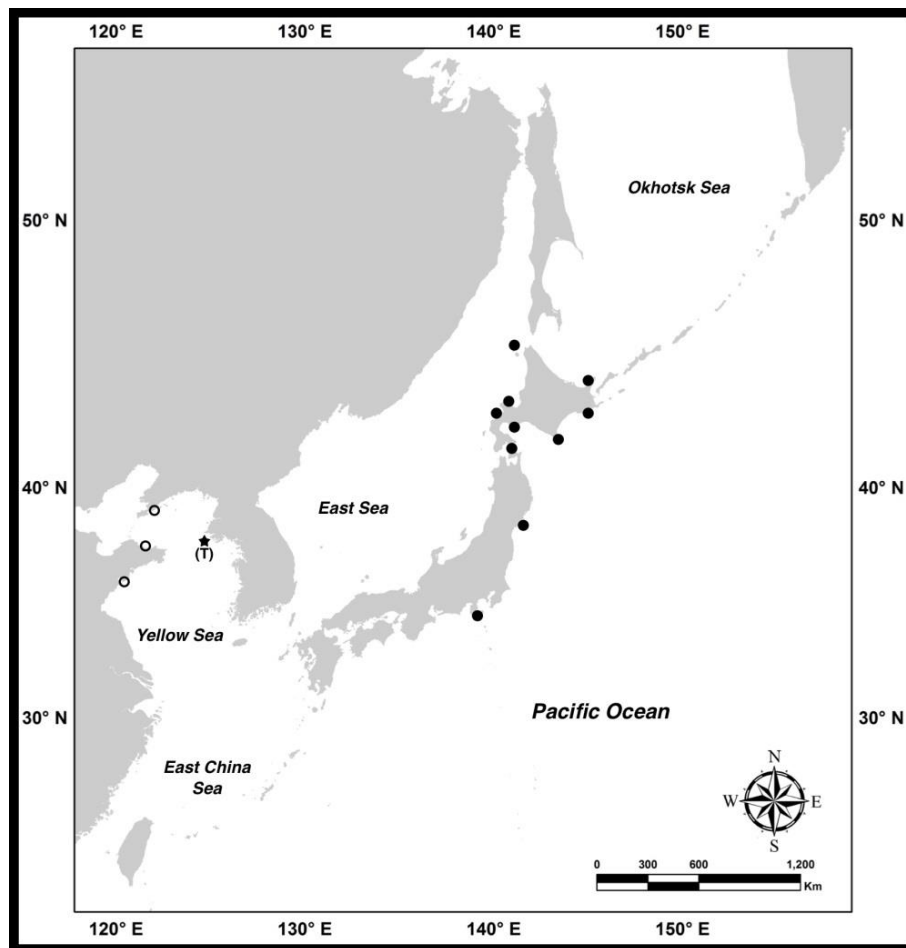 120° E 130° E 140° E 150° E
Okhotsk Sea
50° N 50° N
40° N 40° N
East Sea
(T)
Yellow Sea
Pacific Ocean
30° N 30° N
East China
Sea
N
W E
S
0 300 600 1,200
Km
120° E 130° E 140° E 150° E